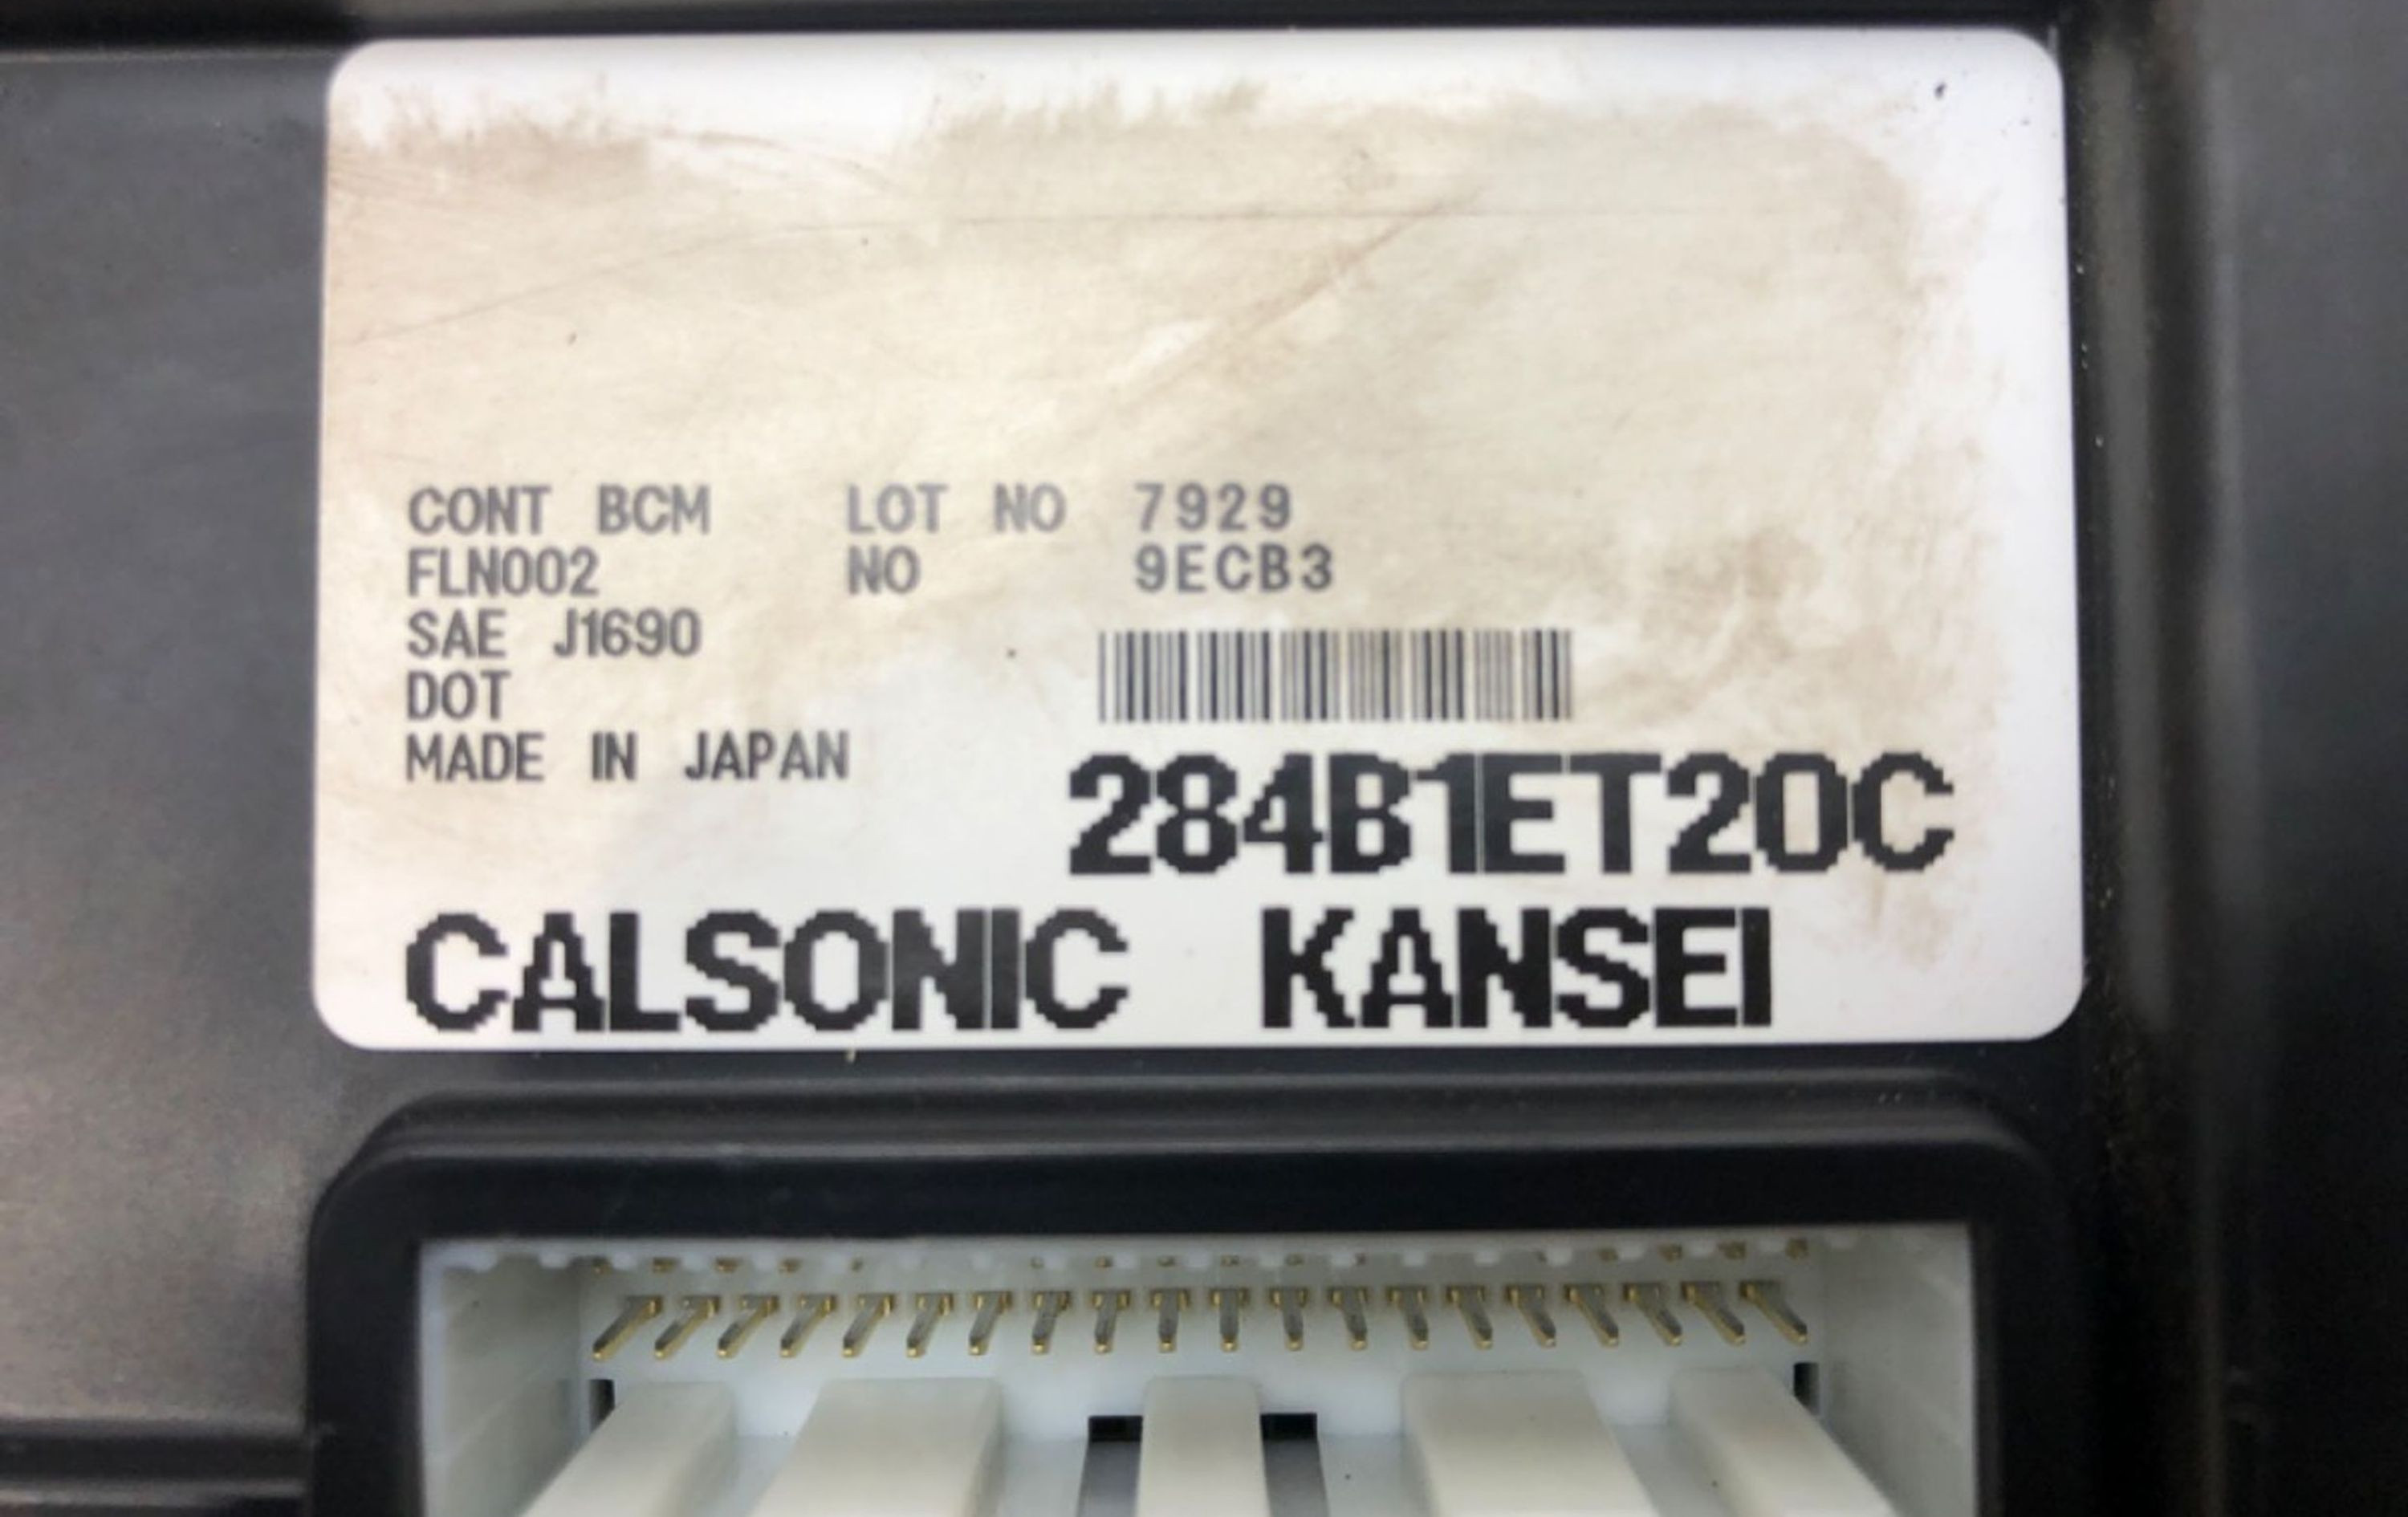 CONT BCM LOT NO 7929
FLN002 NO 9ECB3
SAE J1690
DOT
MADE IN JAPAN
284B1ET20C
CALSONIC KANSEI